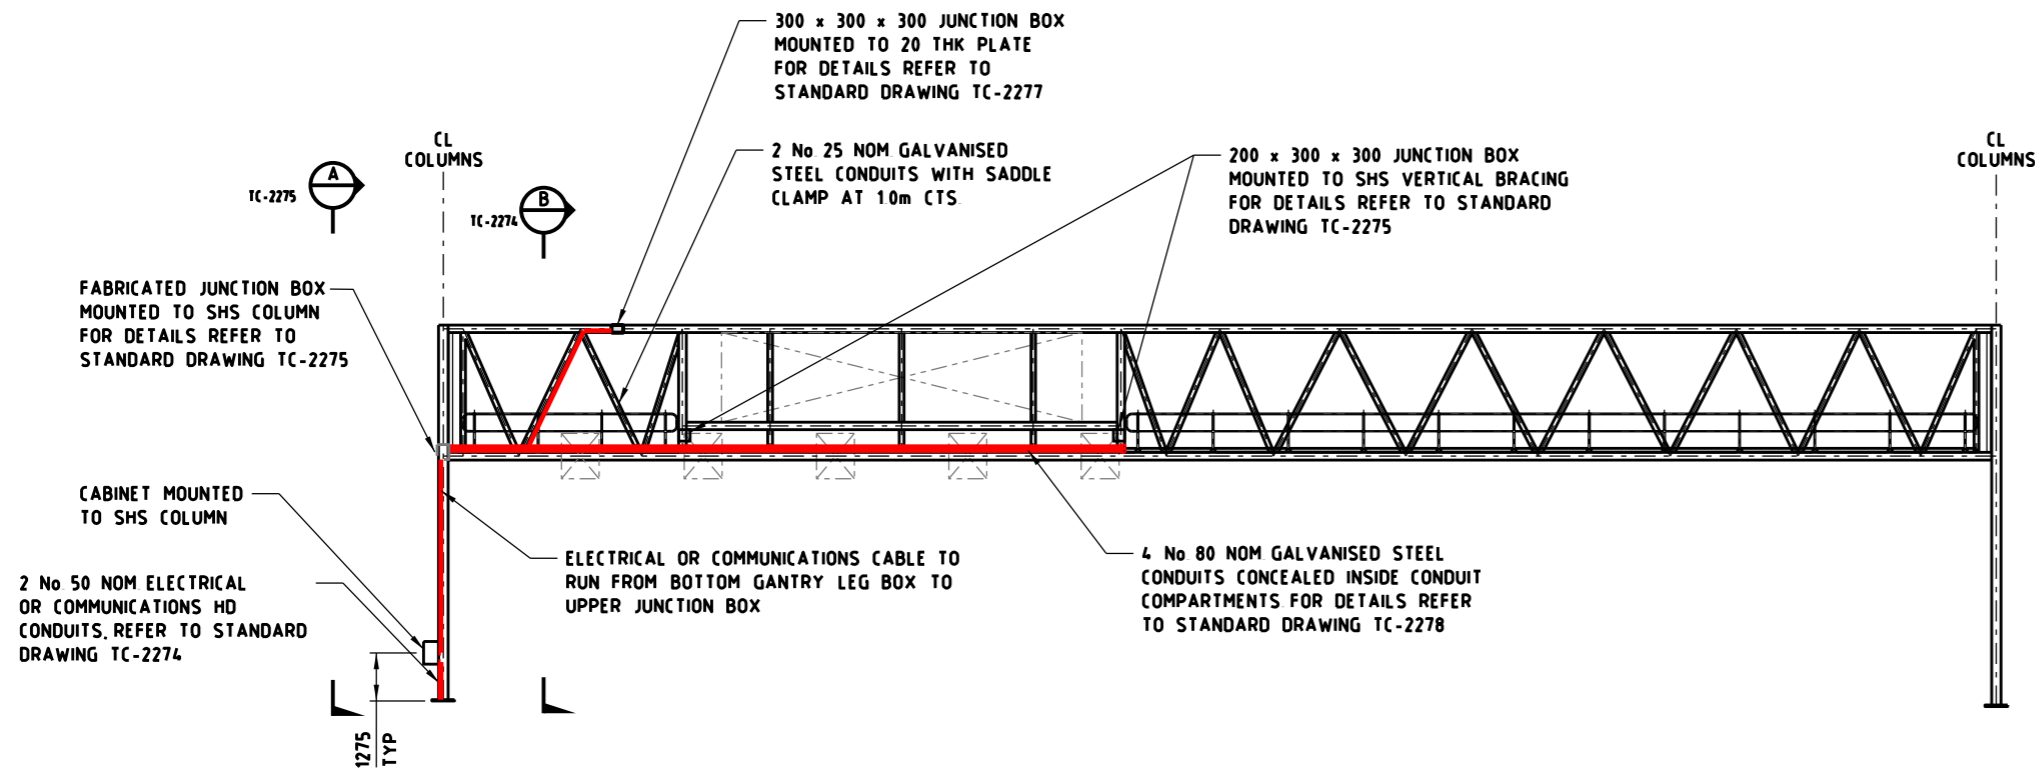 300 x 300 x 300 JUNCTION BOX
MOUNTED TO 20 THK PLATE
FOR DETAILS REFER TO
STANDARD DRAWING TC-2277
CL
COLUMNS
A
TC-2275
B
TC-2274
2 No. 25 NOM. GALVANISED
STEEL CONDUITS WITH SADDLE
CLAMP AT 1.0m CTS.
200 x 300 x 300 JUNCTION BOX
MOUNTED TO SHS VERTICAL BRACING
FOR DETAILS REFER TO STANDARD
DRAWING TC-2275
CL
COLUMNS
FABRICATED JUNCTION BOX
MOUNTED TO SHS COLUMN
FOR DETAILS REFER TO
STANDARD DRAWING TC-2275
CABINET MOUNTED
TO SHS COLUMN
2 No. 50 NOM. ELECTRICAL
OR COMMUNICATIONS HD
CONDUITS, REFER TO STANDARD
DRAWING TC-2274
ELECTRICAL OR COMMUNICATIONS CABLE TO
RUN FROM BOTTOM GANTRY LEG BOX TO
UPPER JUNCTION BOX
4 No. 80 NOM. GALVANISED STEEL
CONDUITS CONCEALED INSIDE CONDUIT
COMPARTMENTS. FOR DETAILS REFER
TO STANDARD DRAWING TC-2278
1275
TYP